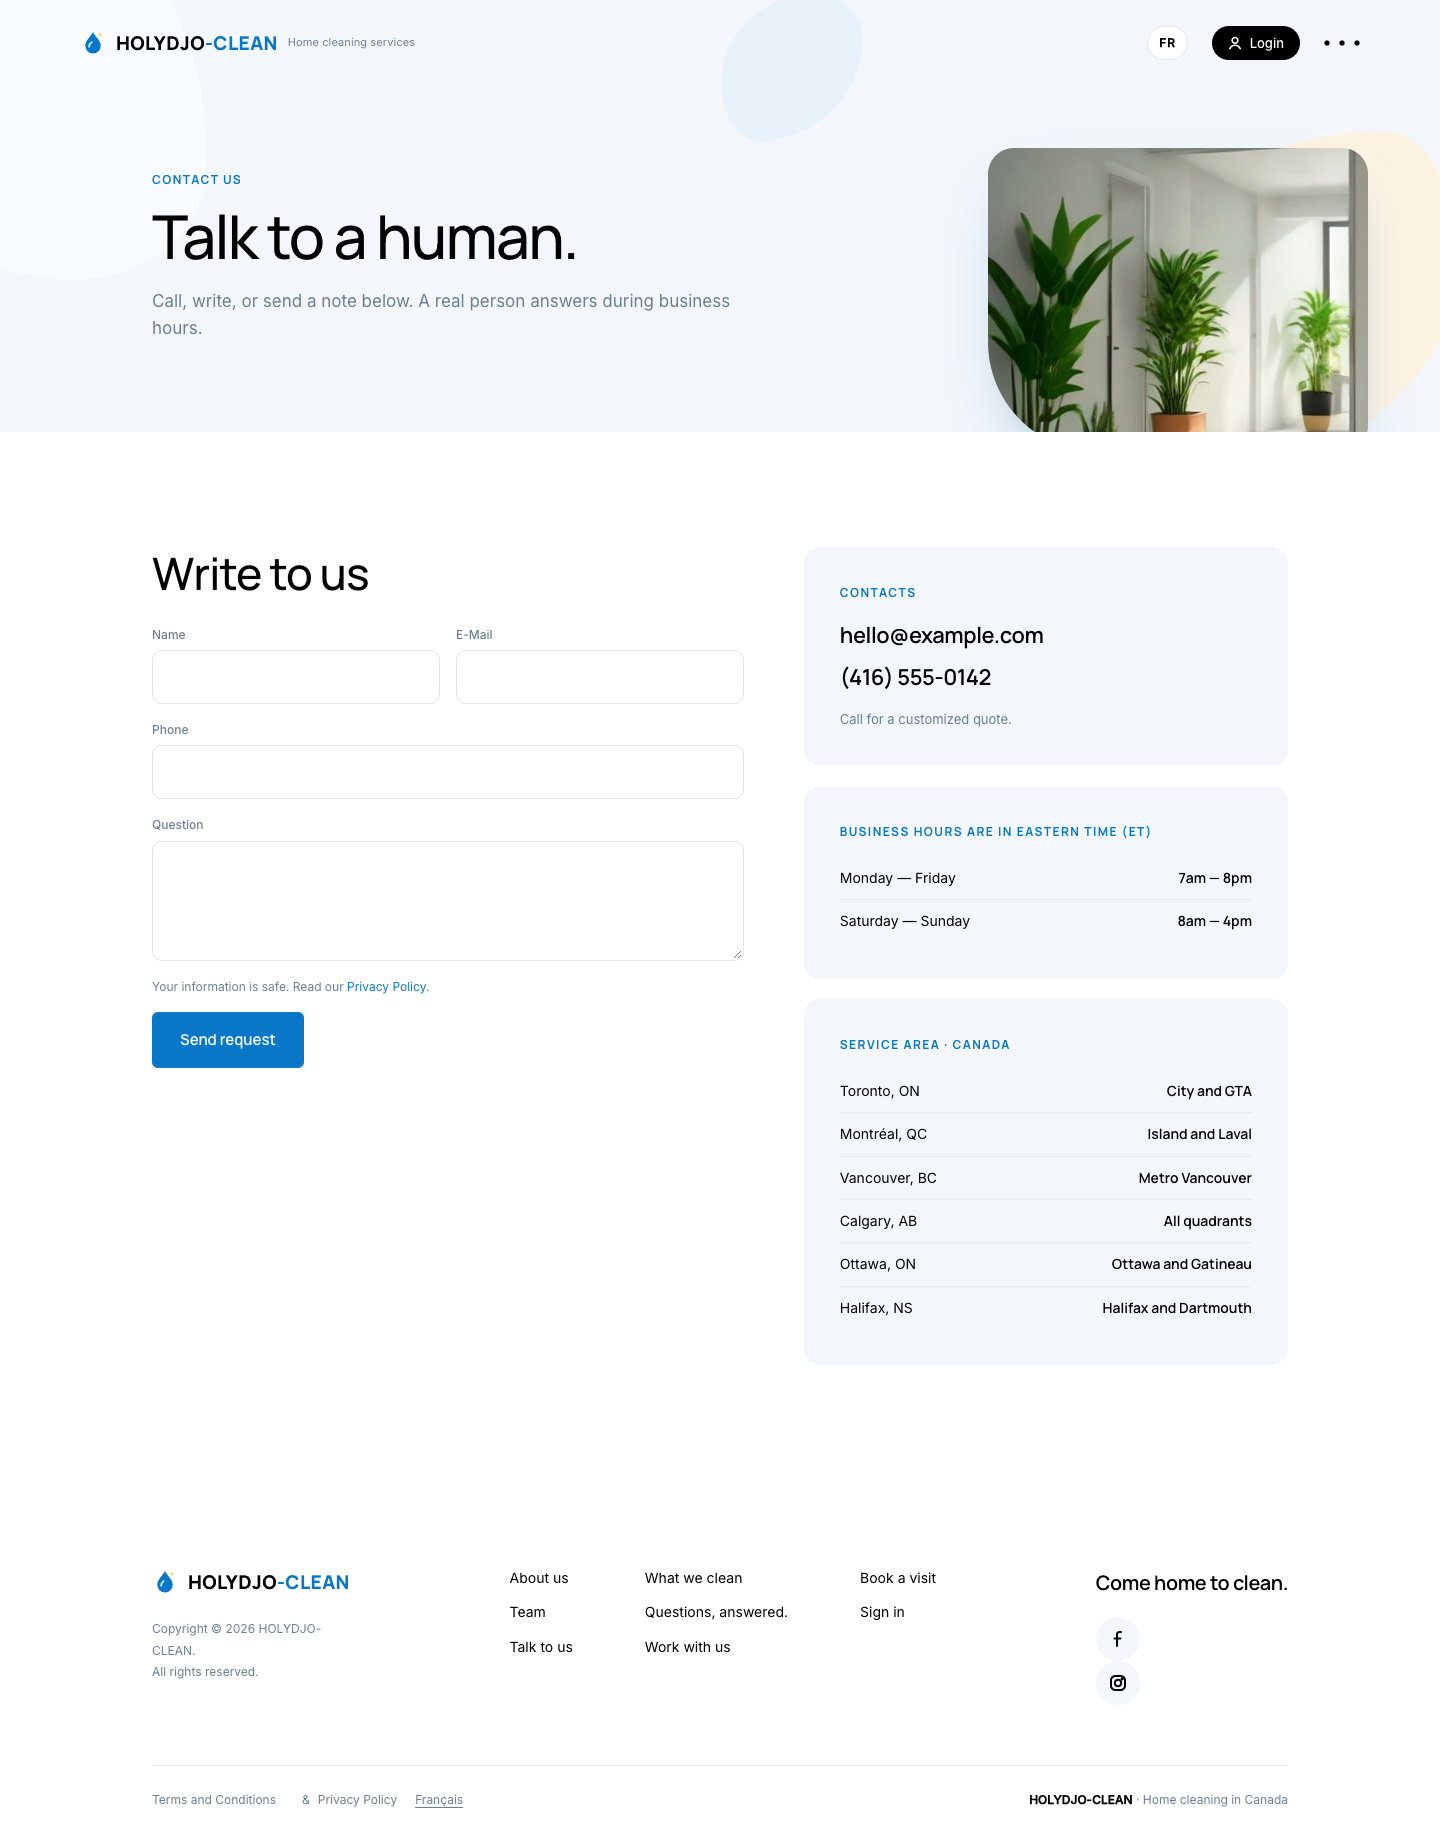 HOLYDJO-CLEAN Home cleaning services
FR
Login
CONTACT US
Talk to a human.
Call, write, or send a note below. A real person answers during business
hours.
Write to us
Name
E-Mail
Phone
Question
Your information is safe. Read our Privacy Policy.
Send request
CONTACTS
hello@example.com
(416) 555-0142
Call for a customized quote.
BUSINESS HOURS ARE IN EASTERN TIME (ET)
Monday — Friday 7am — 8pm
Saturday — Sunday 8am — 4pm
SERVICE AREA · CANADA
Toronto, ON City and GTA
Montréal, QC Island and Laval
Vancouver, BC Metro Vancouver
Calgary, AB All quadrants
Ottawa, ON Ottawa and Gatineau
Halifax, NS Halifax and Dartmouth
HOLYDJO-CLEAN
Copyright © 2026 HOLYDJO-
CLEAN.
All rights reserved.
About us
Team
Talk to us
What we clean
Questions, answered.
Work with us
Book a visit
Sign in
Come home to clean.
Terms and Conditions & Privacy Policy Français
HOLYDJO-CLEAN · Home cleaning in Canada